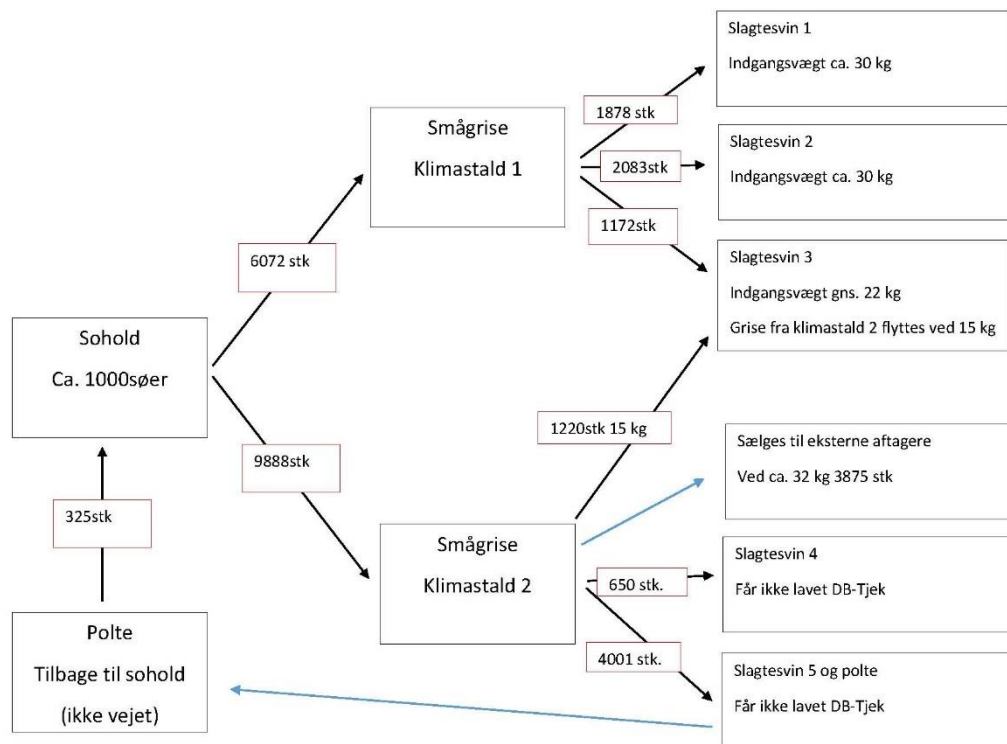 Slagtesvin 1
Indgangsvægt ca. 30 kg
1878 stk
Smågrise
Klimastald 1
2083stk
Slagtesvin 2
Indgangsvægt ca. 30 kg
1172stk
6072 stk
Slagtesvin 3
Indgangsvægt gns. 22 kg
Grise fra klimastald 2 flyttes ved 15 kg
Sohold
Ca. 1000søer
1220stk 15 kg
9888stk
Sælges til eksterne aftagere
Ved ca. 32 kg 3875 stk
325stk
Smågrise
Klimastald 2
650 stk.
Slagtesvin 4
Får ikke lavet DB-Tjek
4001 stk.
Polte
Tilbage til sohold
(ikke vejet)
Slagtesvin 5 og polte
Får ikke lavet DB-Tjek